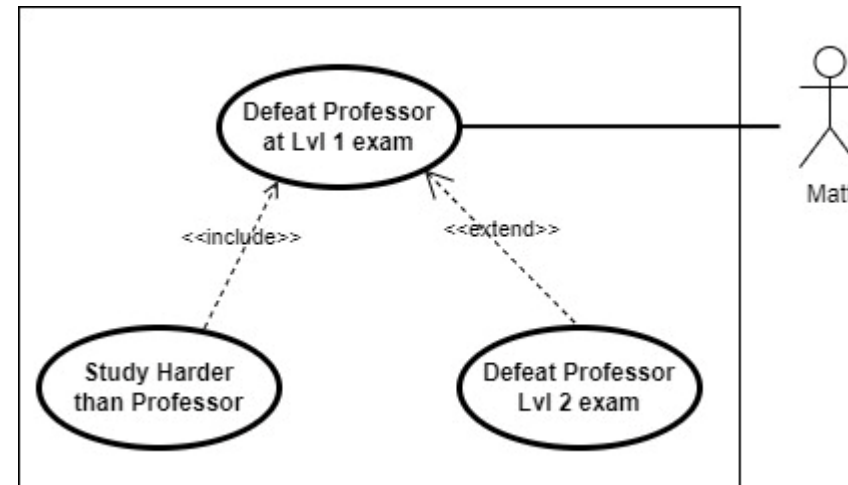 Defeat Professor
at Lvl 1 exam
<<include>>
<<extend>>
Study Harder
than Professor
Defeat Professor
Lvl 2 exam